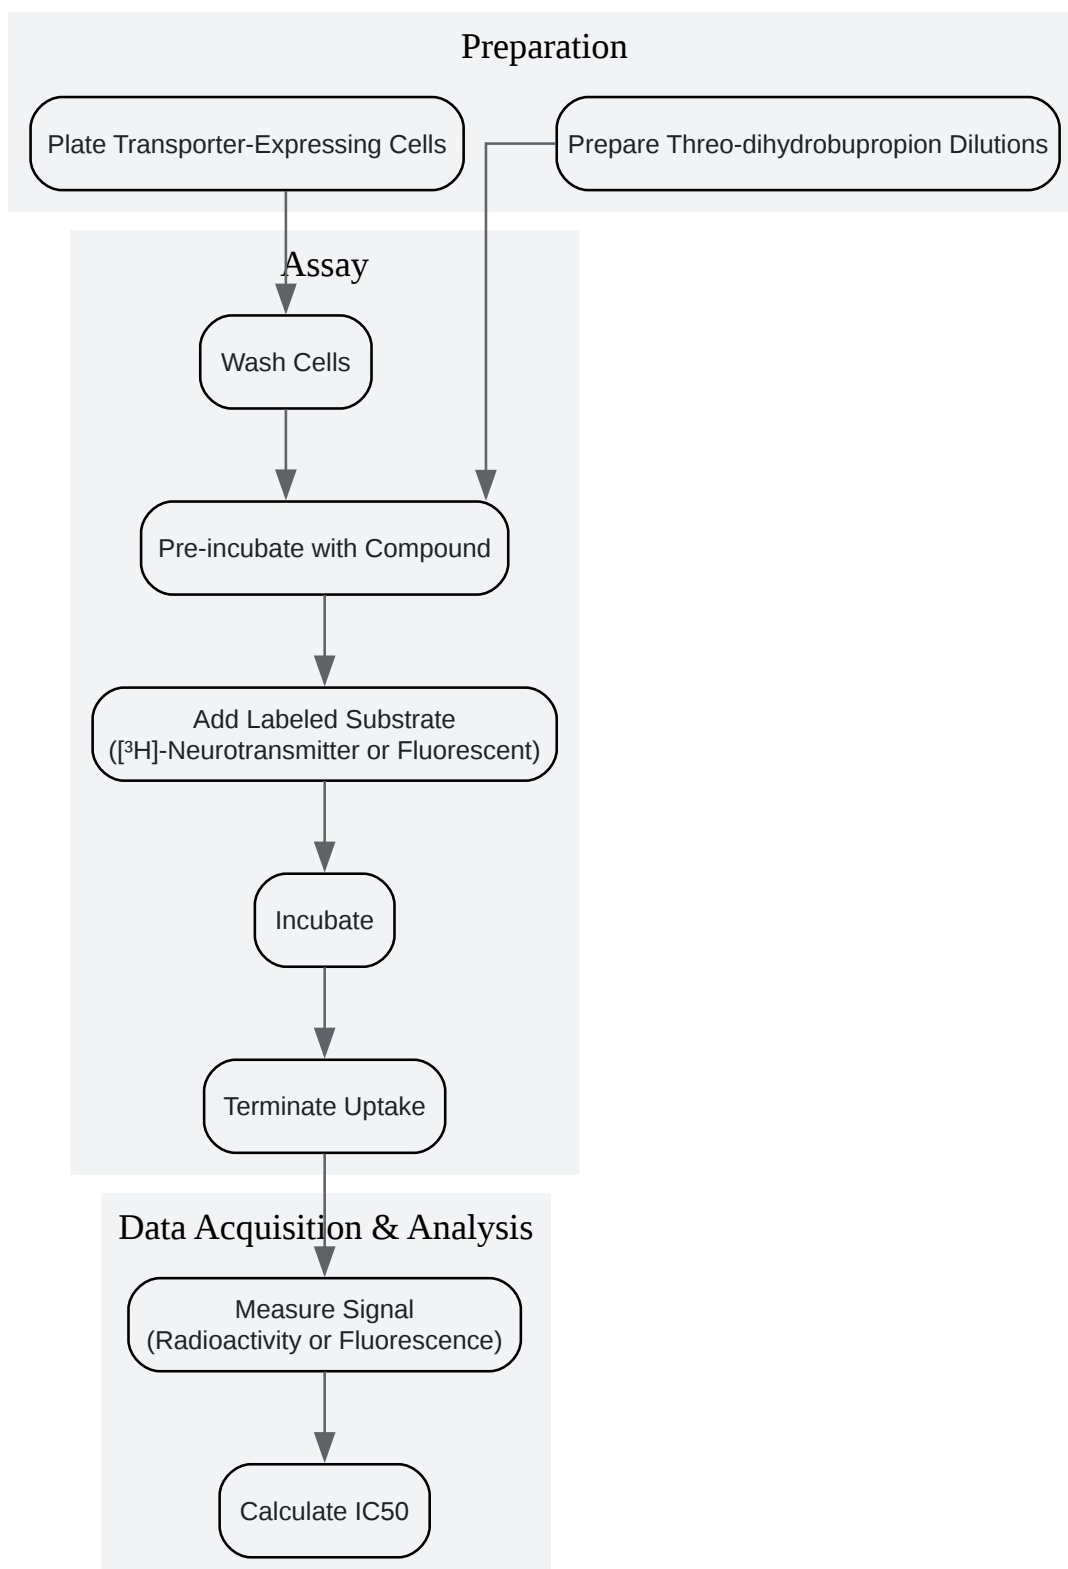 Preparation
Plate Transporter-Expressing Cells
Prepare Threo-dihydrobupropion Dilutions
Assay
Wash Cells
Pre-incubate with Compound
Add Labeled Substrate
([³H]-Neurotransmitter or Fluorescent)
Incubate
Terminate Uptake
Data Acquisition & Analysis
Measure Signal
(Radioactivity or Fluorescence)
Calculate IC50